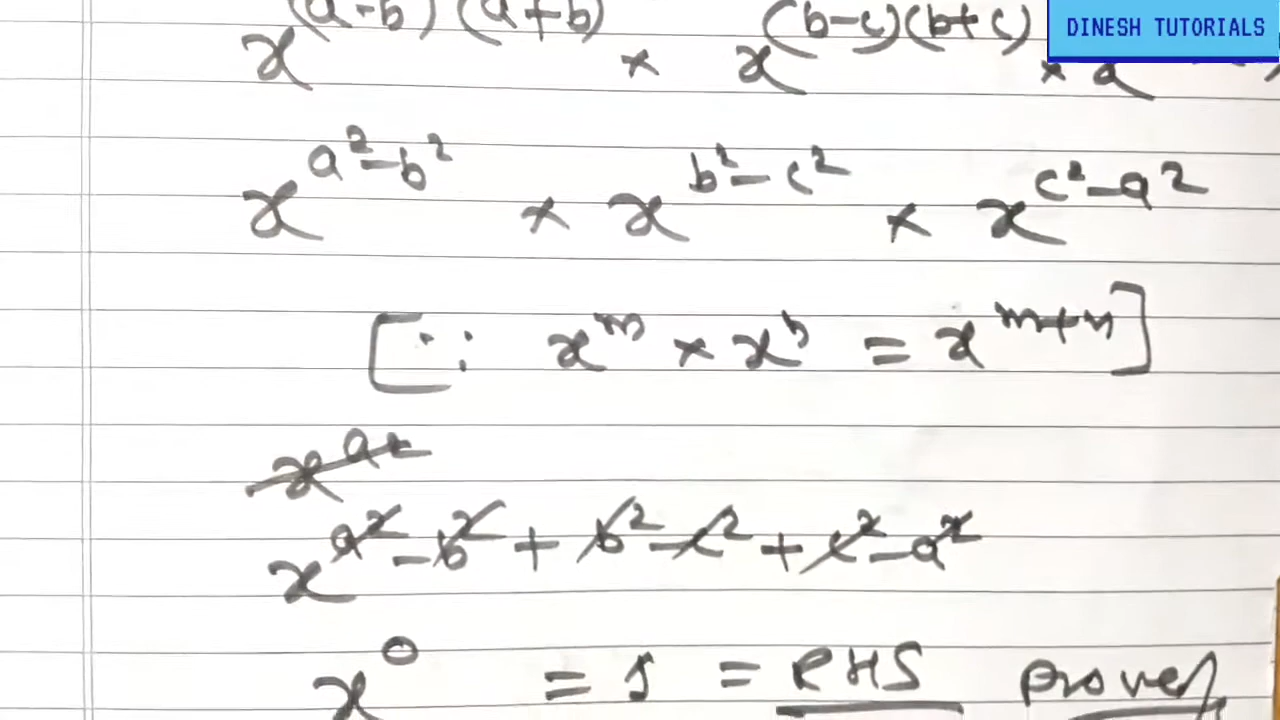 DINESH TUTORIALS
x^(a-b)(a+b) × x^(b-c)(b+c) ×
x^a²-b² × x^b²-c² × x^c²-a²
[∵ x^m × x^n = x^m+n]
x^a²-b²+b²-c²+c²-a²
x^0 = 1 = RHS proved